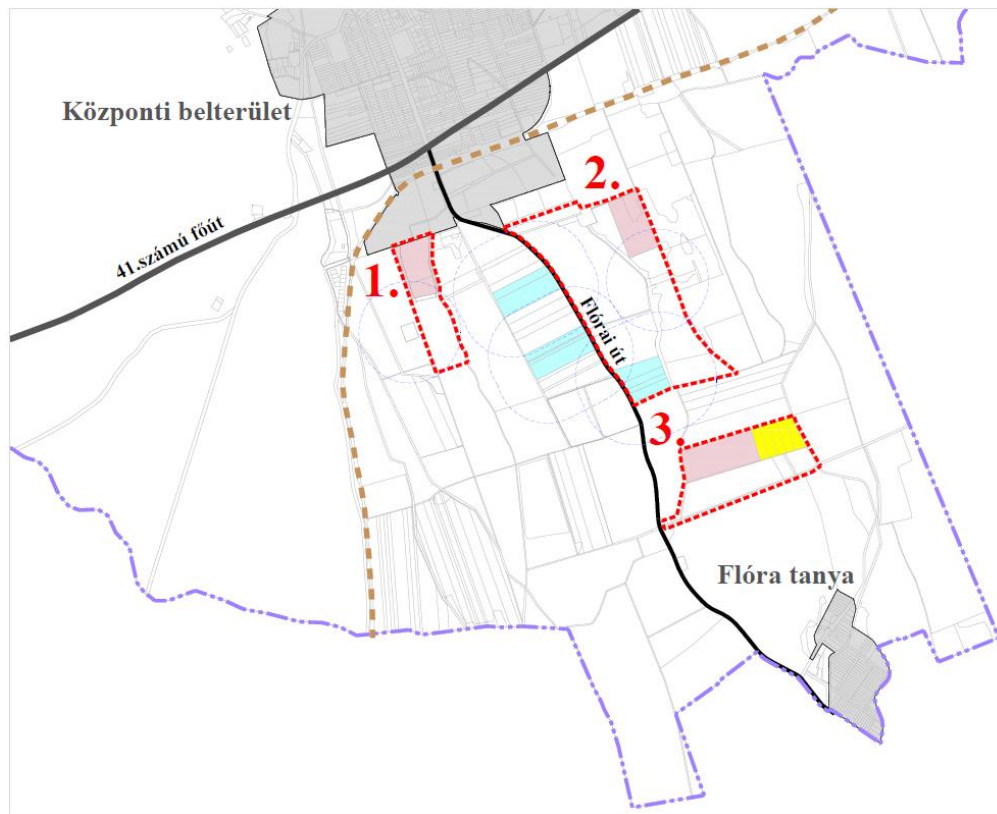 Központi belterület
41.számú főút
1.
2.
Flórai út
3.
Flóra tanya